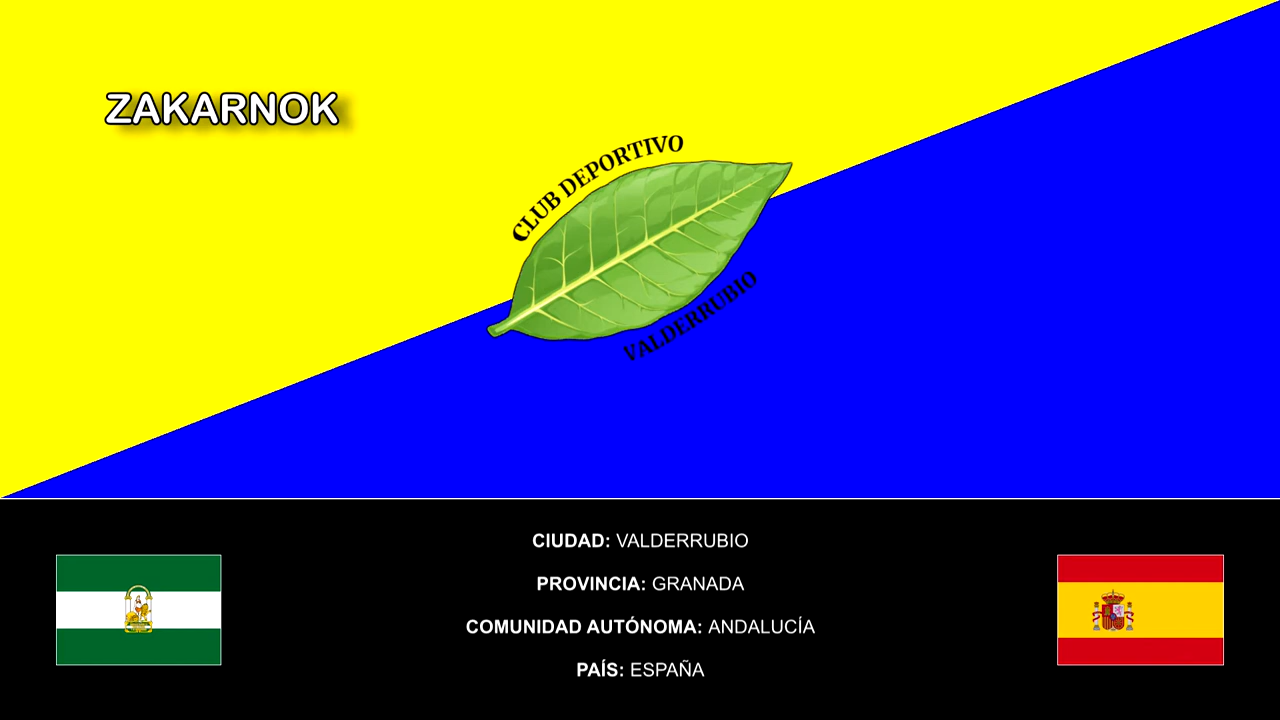 ZAKARNOK
CLUB DEPORTIVO
VALDERRUBIO
CIUDAD: VALDERRUBIO
PROVINCIA: GRANADA
COMUNIDAD AUTÓNOMA: ANDALUCÍA
PAÍS: ESPAÑA